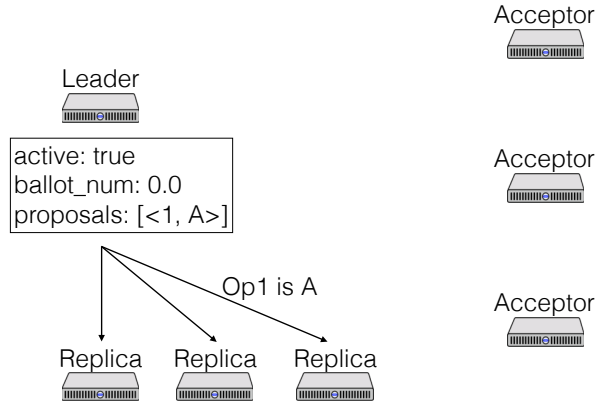 Acceptor
Leader
active: true
ballot_num: 0.0
proposals: [<1, A>]
Acceptor
Op1 is A
Acceptor
Replica Replica Replica